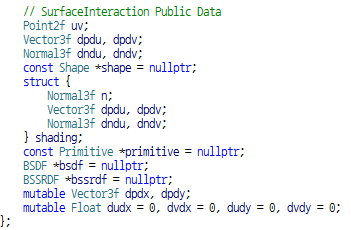 // SurfaceInteraction Public Data
Point2f uv;
Vector3f dpdu, dpdv;
Normal3f dndu, dndv;
const Shape *shape = nullptr;
struct {
Normal3f n;
Vector3f dpdu, dpdv;
Normal3f dndu, dndv;
} shading;
const Primitive *primitive = nullptr;
BSDF *bsdf = nullptr;
BSSRDF *bssrdf = nullptr;
mutable Vector3f dpdx, dpdy;
mutable Float dudx = 0, dvdx = 0, dudy = 0, dvdy = 0;
};